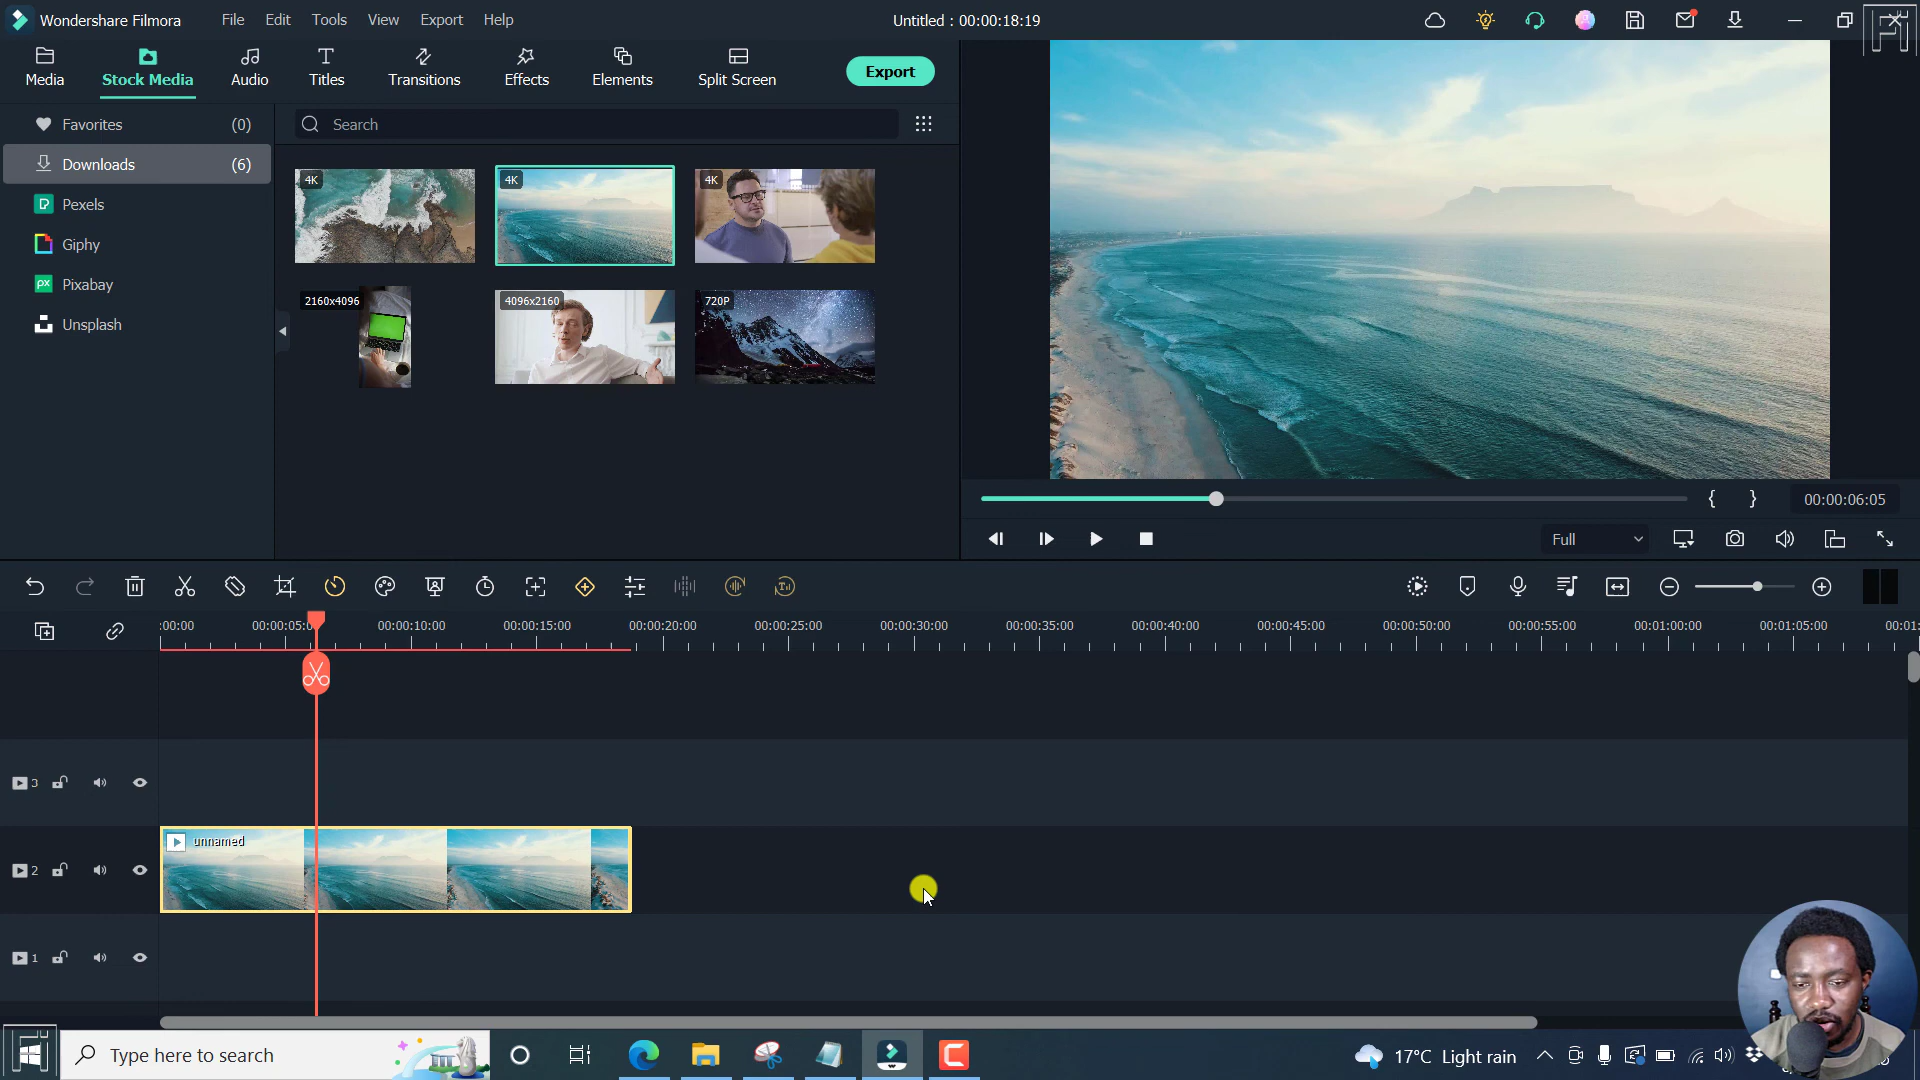 Wondershare Filmora
File
Edit
Tools
View
Export
Help
Untitled : 00:00:18:19
Media
Stock Media
Audio
Titles
Transitions
Effects
Elements
Split Screen
Export
Favorites (0)
Downloads (6)
Pexels
Giphy
Pixabay
Unsplash
Search
4K
4K
4K
2160x4096
4096x2160
720P
{ }
00:00:06:05
Full
:00:00
00:00:05:0
00:00:10:00
00:00:15:00
00:00:20:00
00:00:25:00
00:00:30:00
00:00:35:00
00:00:40:00
00:00:45:00
00:00:50:00
00:00:55:00
00:01:00:00
00:01:05:00
00:01:
3
2
unnamed
1
Type here to search
17°C Light rain